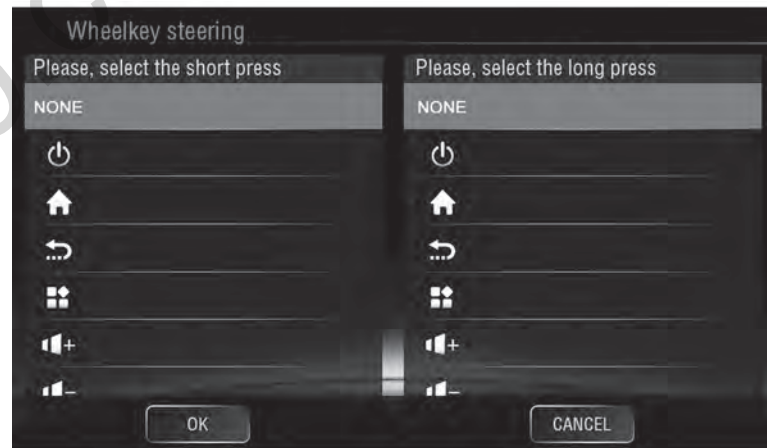 Wheelkey steering
Please, select the short press
Please, select the long press
NONE
NONE
+
+
−
−
OK
CANCEL